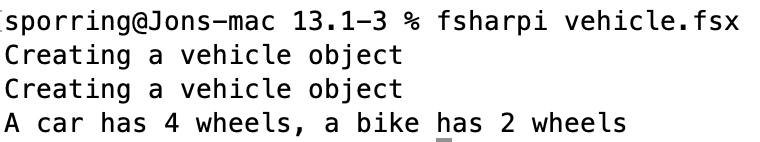 sporring@Jons-mac 13.1-3 % fsharpi vehicle.fsx
Creating a vehicle object
Creating a vehicle object
A car has 4 wheels, a bike has 2 wheels